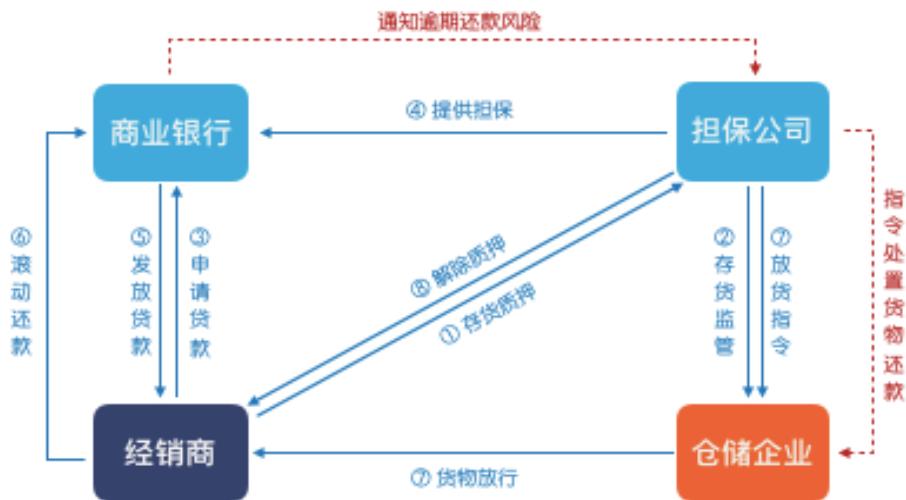 通知逾期还款风险
商业银行
④ 提供担保
担保公司
⑥滚动还款
⑤发放贷款
③申请贷款
⑧ 解除质押
① 存货质押
②存货监管
⑦放货指令
指令处置货物还款
经销商
⑦ 货物放行
仓储企业